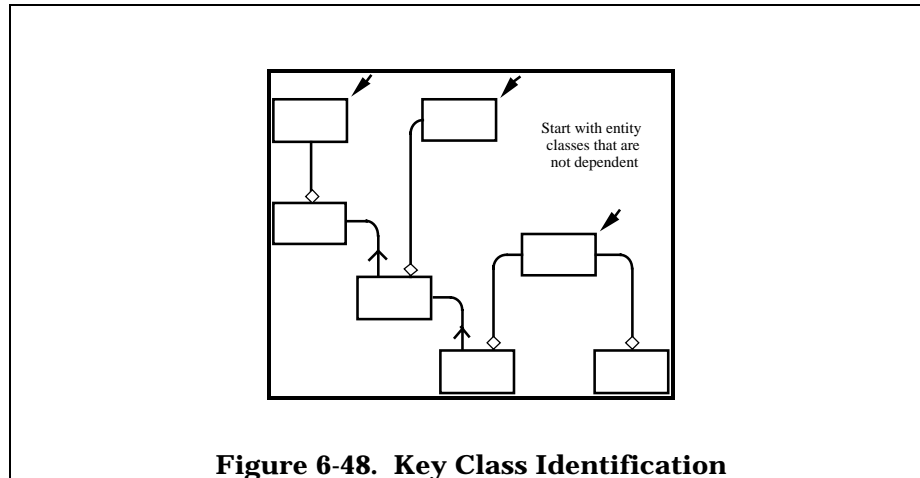 Start with entity
classes that are
not dependent
Figure 6-48. Key Class Identification